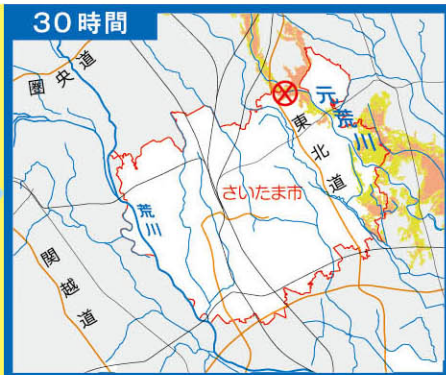 30時間
圏央道
元荒川
東北道
さいたま市
荒川
関越道